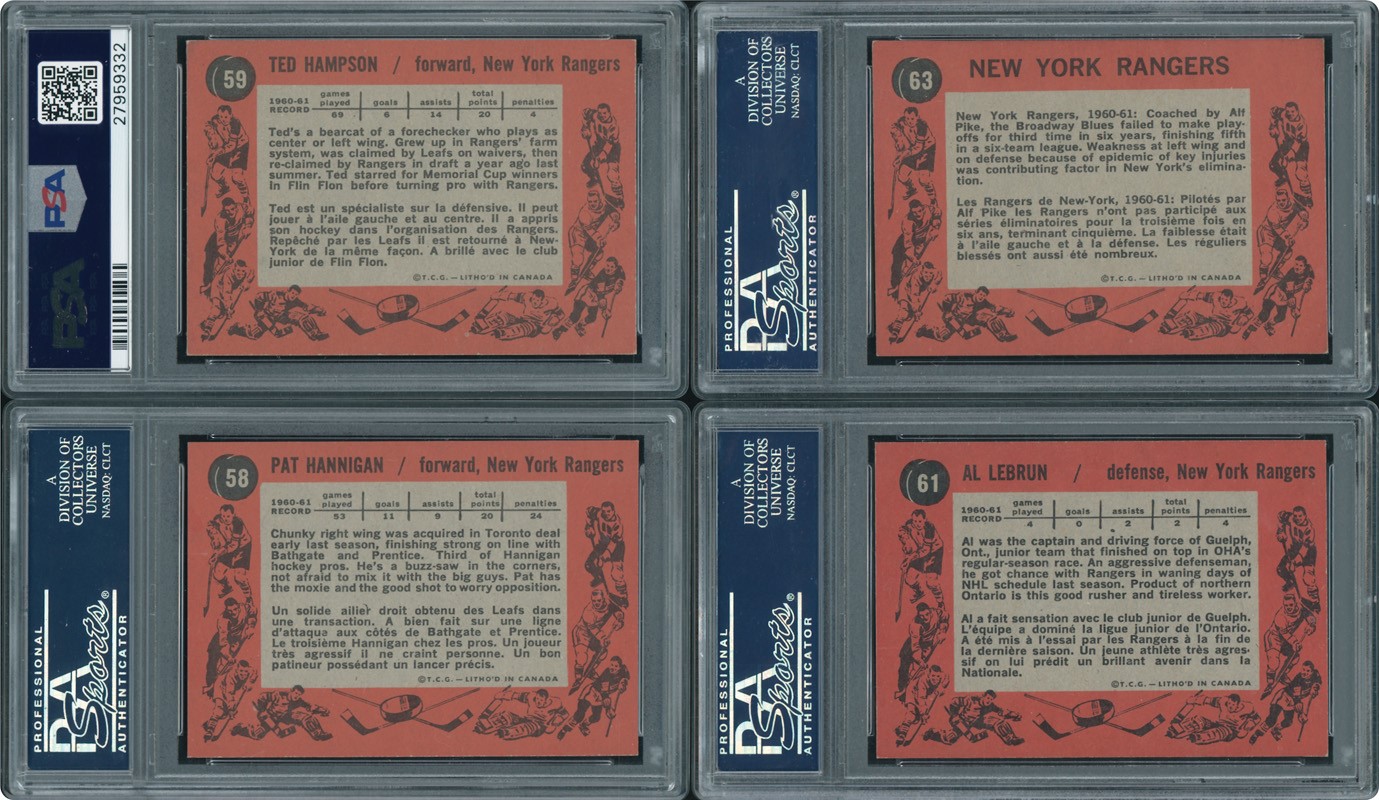 27959332
PSA
PSA
59
TED HAMPSON / forward, New York Rangers
1960-61 RECORD
games played goals assists total points penalties
69 6 14 20 4
Ted's a bearcat of a forechecker who plays as
center or left wing. Grew up in Rangers' farm
system, was claimed by Leafs on waivers, then
re-claimed by Rangers in draft a year ago last
summer. Ted starred for Memorial Cup winners
in Flin Flon before turning pro with Rangers.
Ted est un spécialiste sur la défensive. Il peut
jouer à l'aile gauche et au centre. Il a appris
son hockey dans l'organisation des Rangers.
Repêché par les Leafs il est retourné à New-
York de la même façon. A brillé avec le club
junior de Flin Flon.
©T.C.G. — LITHO'D IN CANADA
A
DIVISION OF
COLLECTORS
UNIVERSE
NASDAQ: CLCT
PROFESSIONAL
PSA Sports®
AUTHENTICATOR
63
NEW YORK RANGERS
New York Rangers, 1960-61: Coached by Alf
Pike, the Broadway Blues failed to make play-
offs for third time in six years, finishing fifth
in a six-team league. Weakness at left wing and
on defense because of epidemic of key injuries
was contributing factor in New York's elimina-
tion.
Les Rangers de New-York, 1960-61: Pilotés par
Alf Pike les Rangers n'ont pas participé aux
séries éliminatoires pour la troisième fois en
six ans, terminant cinquième. La faiblesse était
à l'aile gauche et à la défense. Les réguliers
blessés ont aussi été nombreux.
©T.C.G. — LITHO'D IN CANADA
A
DIVISION OF
COLLECTORS
UNIVERSE
NASDAQ: CLCT
PROFESSIONAL
PSA Sports®
AUTHENTICATOR
58
PAT HANNIGAN / forward, New York Rangers
1960-61 RECORD
games played goals assists total points penalties
53 11 9 20 24
Chunky right wing was acquired in Toronto deal
early last season, finishing strong on line with
Bathgate and Prentice. Third of Hannigan
hockey pros. He's a buzz-saw in the corners,
not afraid to mix it with the big guys. Pat has
the moxie and the good shot to worry opposition.
Un solide ailier droit obtenu des Leafs dans
une transaction. A bien fait sur une ligne
d'attaque aux côtés de Bathgate et Prentice.
Le troisième Hannigan chez les pros. Un joueur
très agressif il ne craint personne. Un bon
patineur possédant un lancer précis.
©T.C.G. — LITHO'D IN CANADA
A
DIVISION OF
COLLECTORS
UNIVERSE
NASDAQ: CLCT
PROFESSIONAL
PSA Sports®
AUTHENTICATOR
61
AL LEBRUN / defense, New York Rangers
1960-61 RECORD
games played goals assists total points penalties
4 0 2 2 4
Al was the captain and driving force of Guelph,
Ont., junior team that finished on top in OHA's
regular-season race. An aggressive defenseman,
he got chance with Rangers in waning days of
NHL schedule last season. Product of northern
Ontario is this good rusher and tireless worker.
Al a fait sensation avec le club junior de Guelph.
L'équipe a dominé la ligue junior de l'Ontario.
A été mis à l'essai par les Rangers à la fin de
la dernière saison. Un jeune athlète très agres-
sif on lui prédit un brillant avenir dans la
Nationale.
©T.C.G. — LITHO'D IN CANADA